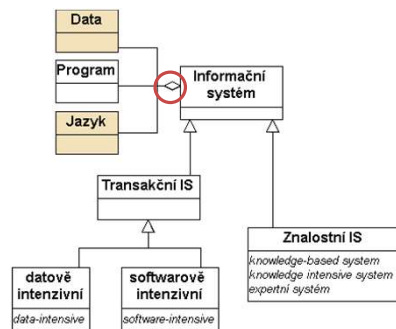 Data
Program
Jazyk
Informační
systém
Transakční IS
Znalostní IS
knowledge-based system
knowledge intensive system
expertní systém
datově
intenzivní
data-intensive
softwarově
intenzivní
software-intensive